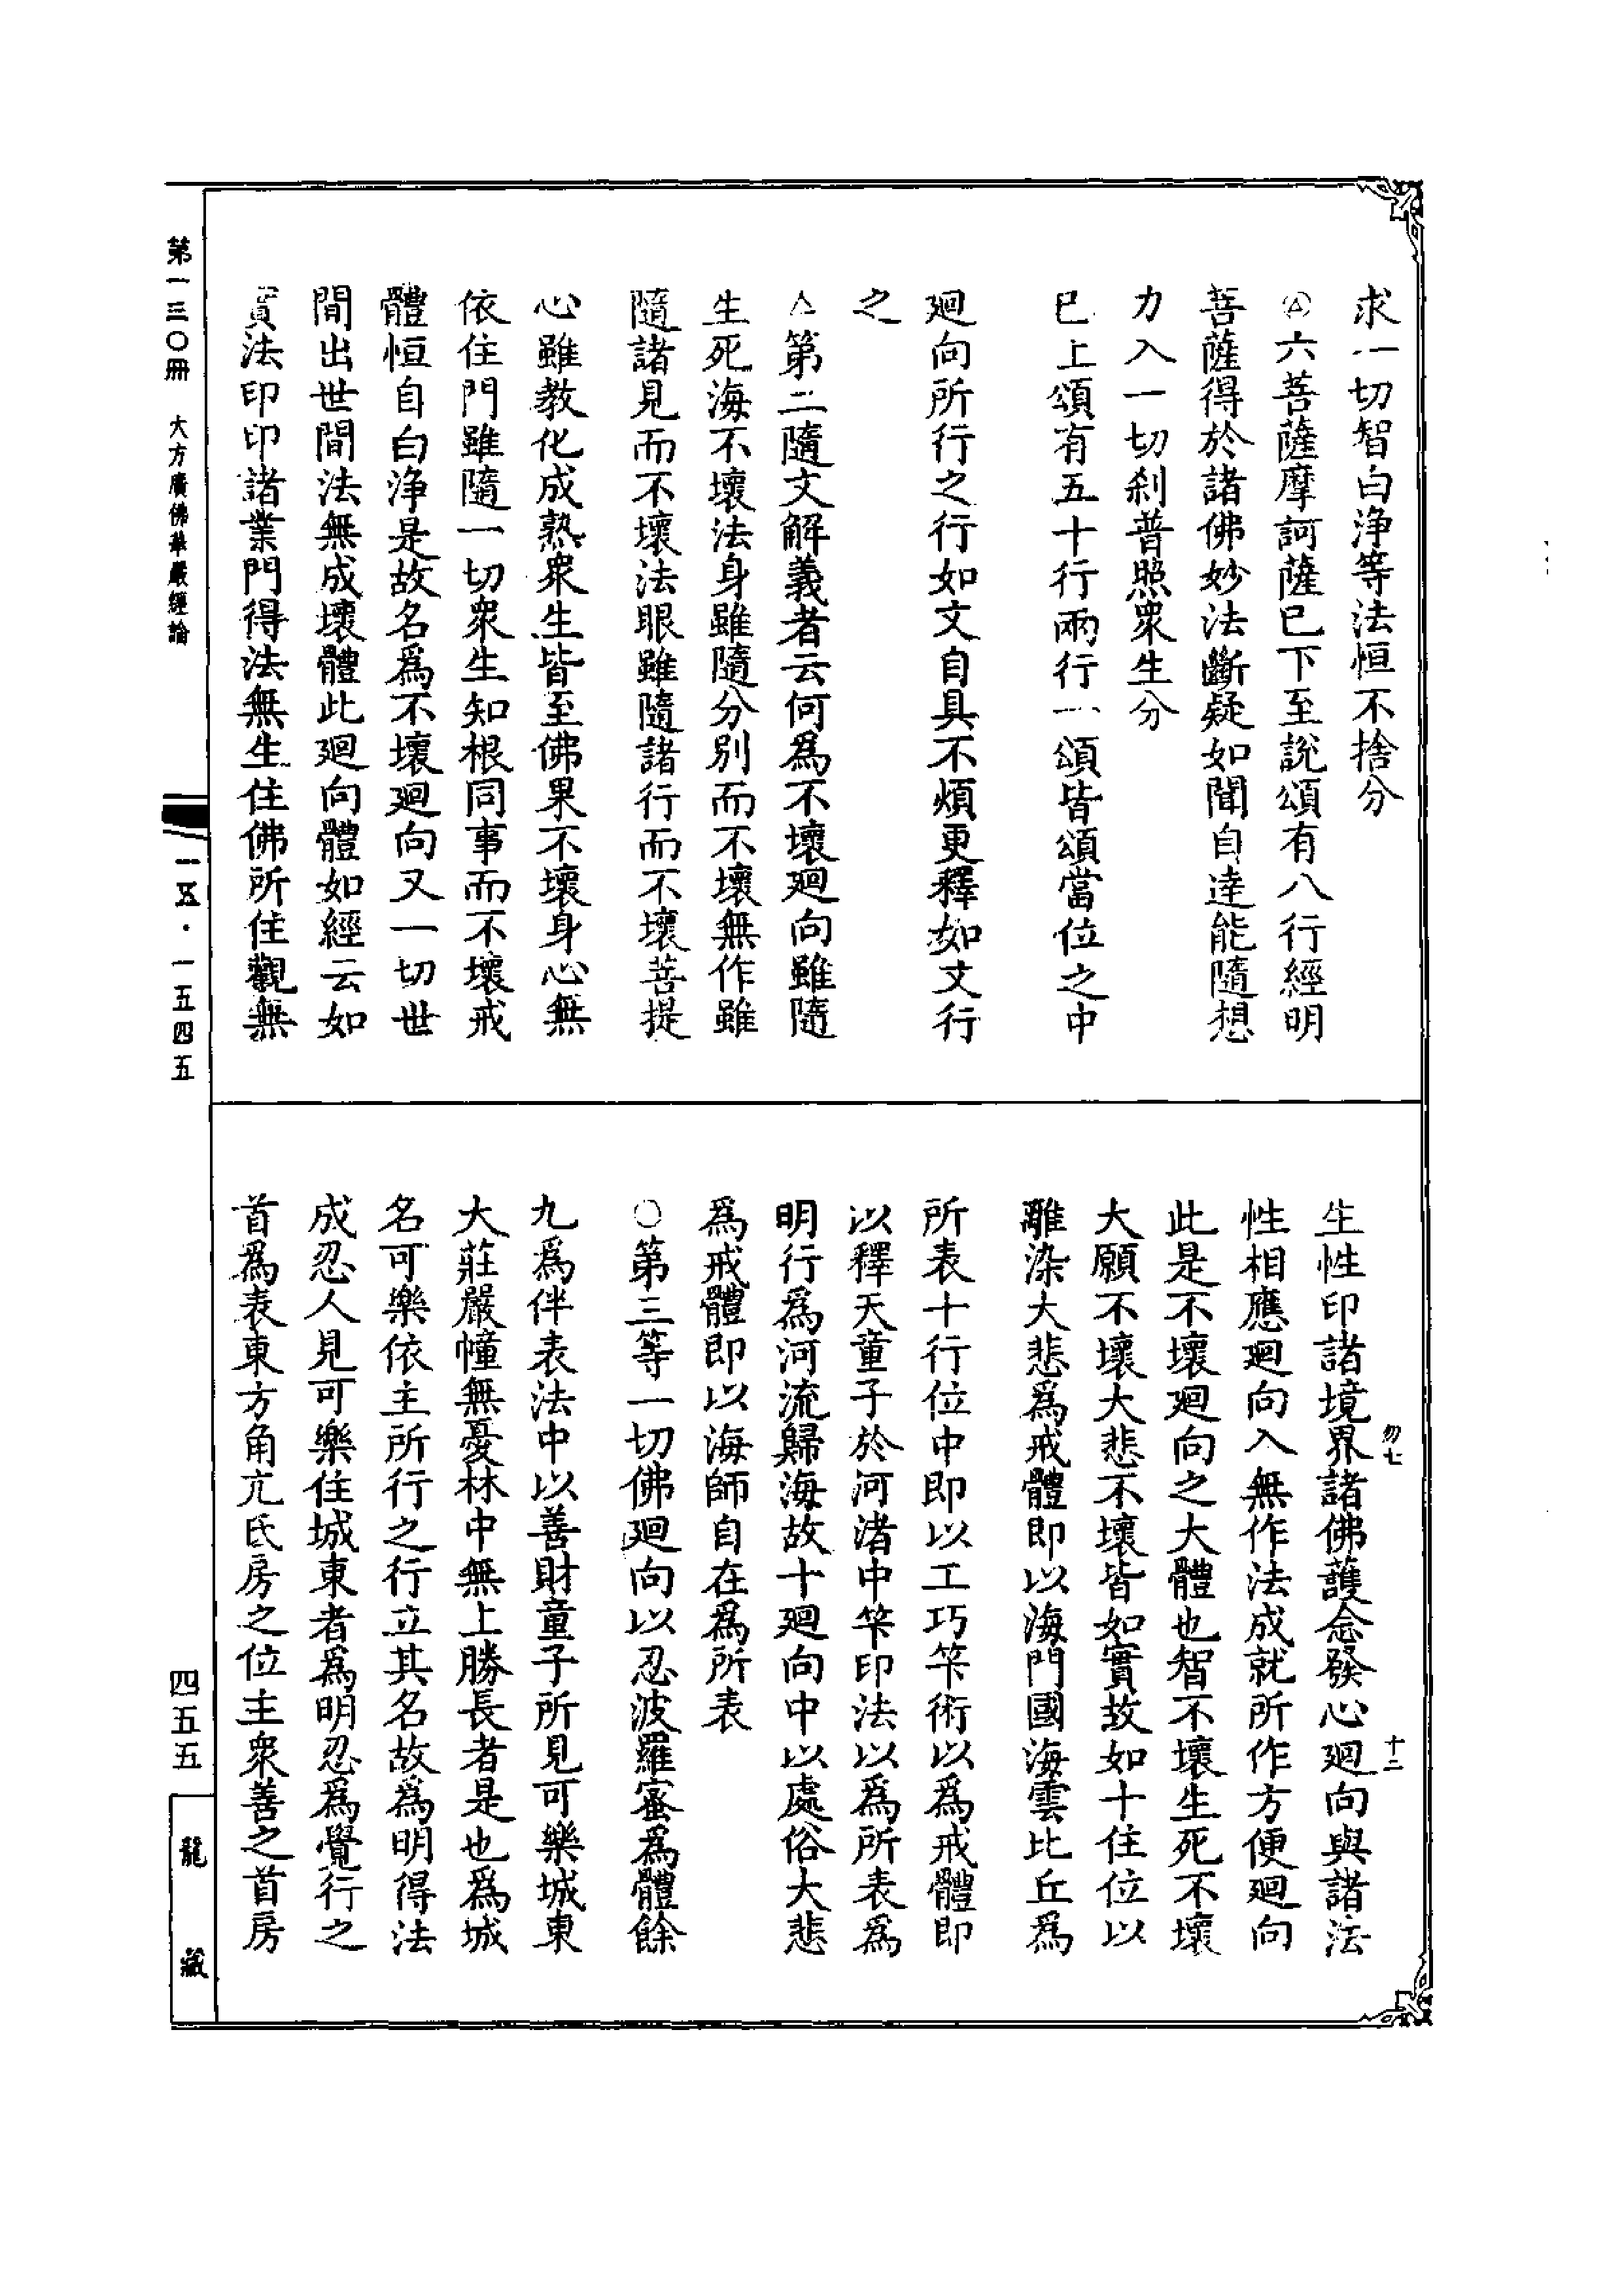 求一切智白淨等法恒不捨分
Ⓐ六菩薩摩訶薩已下至說頌有八行經明
菩薩得於諸佛妙法斷疑如聞自達能隨想
力入一切刹普照衆生分
已上頌有五十行兩行一頌皆頌當位之中
廻向所行之行如文自具不煩更釋如文行
之
△第二隨文解義者云何爲不壞廻向雖隨
生死海不壞法身雖隨分別而不壞無作雖
隨諸見而不壞法眼雖隨諸行而不壞菩提
心雖教化成熟衆生皆至佛果不壞身心無
依住門雖隨一切衆生知根同事而不壞戒
體恒自白淨是故名爲不壞廻向又一切世
間出世間法無成壞體此廻向體如經云如
實法印印諸業門得法無生住佛所住觀無
生性印諸境界諸佛護念發心廻向與諸法
性相應廻向入無作法成就所作方便廻向
此是不壞廻向之大體也智不壞生死不壞
大願不壞大悲不壞皆如實故如十住位以
離染大悲爲戒體即以海門國海雲比丘爲
所表十行位中即以工巧筭術以爲戒體即
以釋天童子於河渚中筭印法以爲所表爲
明行爲河流歸海故十廻向中以處俗大悲
爲戒體即以海師自在爲所表
○第三等一切佛廻向以忍波羅蜜爲體餘
九爲伴表法中以善財童子所見可樂城東
大莊嚴幢無憂林中無上勝長者是也爲城
名可樂依主所行之行立其名故爲明得法
成忍人見可樂住城東者爲明忍爲覺行之
首爲表東方角亢氐房之位主衆善之首房
勿七
十二
第一三〇冊 大方廣佛華嚴經論
一五·一五四五
四五五
龍藏